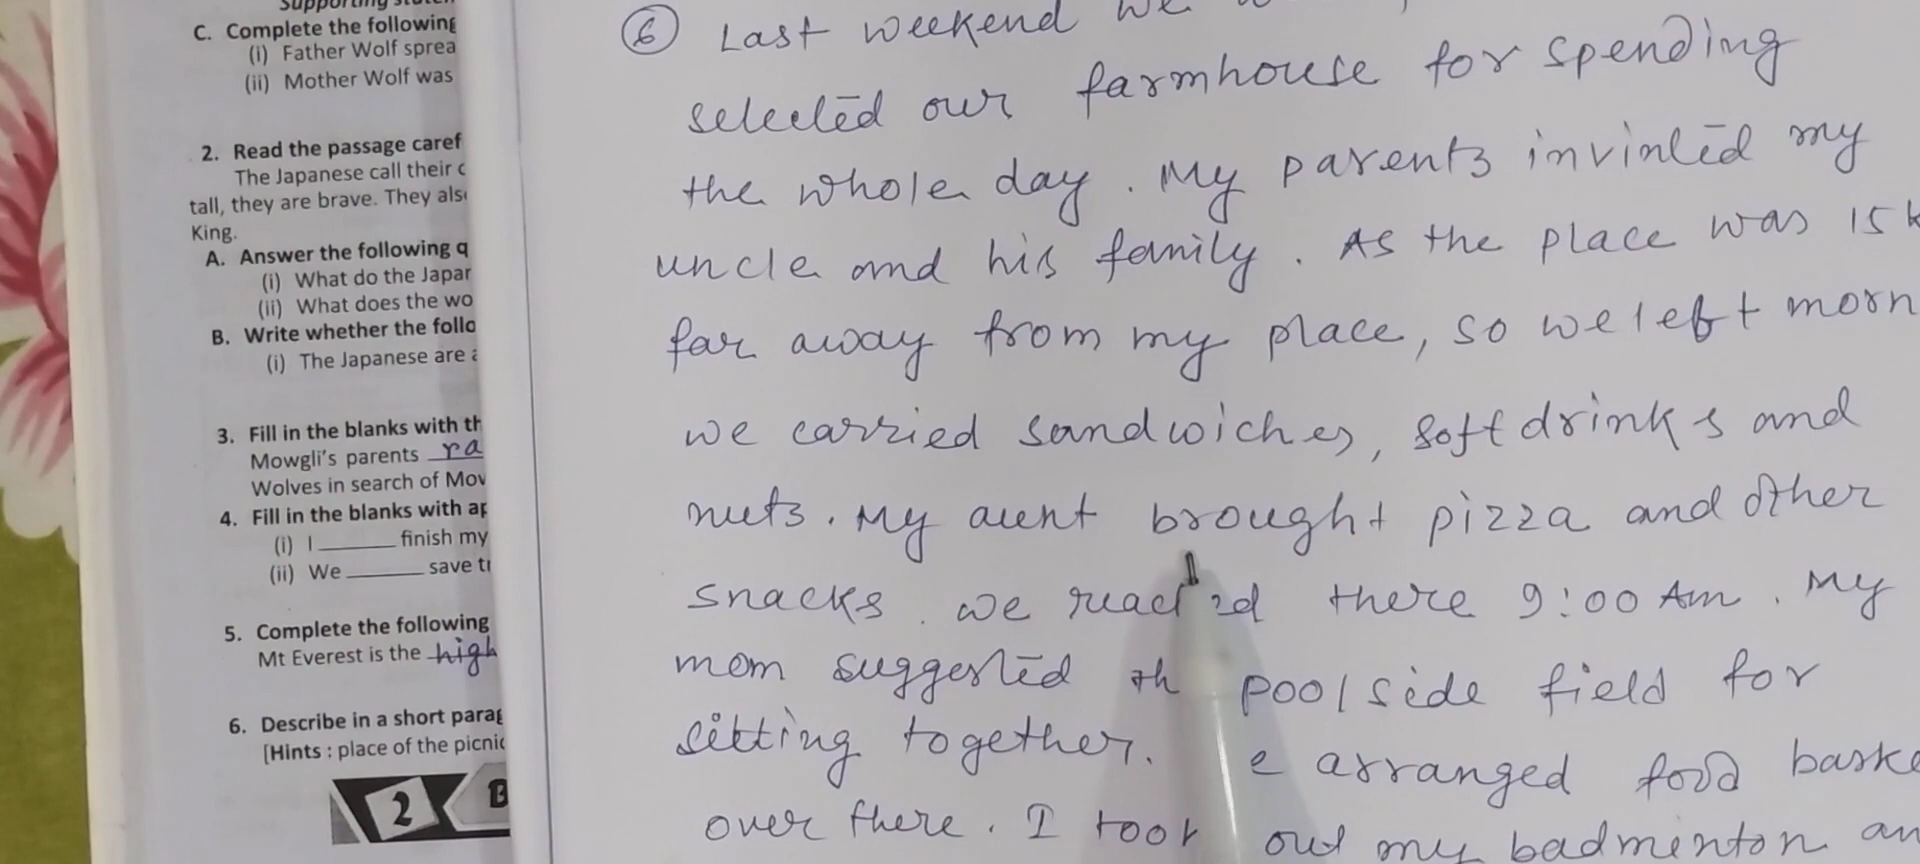 C. Complete the following
(i) Father Wolf sprea
(ii) Mother Wolf was
2. Read the passage caref
The Japanese call their c
tall, they are brave. They als
King.
A. Answer the following q
(i) What do the Japar
(ii) What does the wo
B. Write whether the follo
(i) The Japanese are a
3. Fill in the blanks with th
Mowgli's parents ra
Wolves in search of Mov
4. Fill in the blanks with ap
(i) I ______ finish my
(ii) We ______ save tr
5. Complete the following
Mt Everest is the high
6. Describe in a short parag
[Hints : place of the picnic
2
6 Last weekend we
selected our farmhouse for spending
the whole day. My parents invinted my
uncle and his family. As the place was 15 k
far away from my place, so we left morn
we carried sandwiches, soft drinks and
nuts. My aunt brought pizza and other
snacks. we reached there 9:00 Am. My
mom suggested th poolside field for
sitting together. e arranged food baske
over there. I took out my badminton an